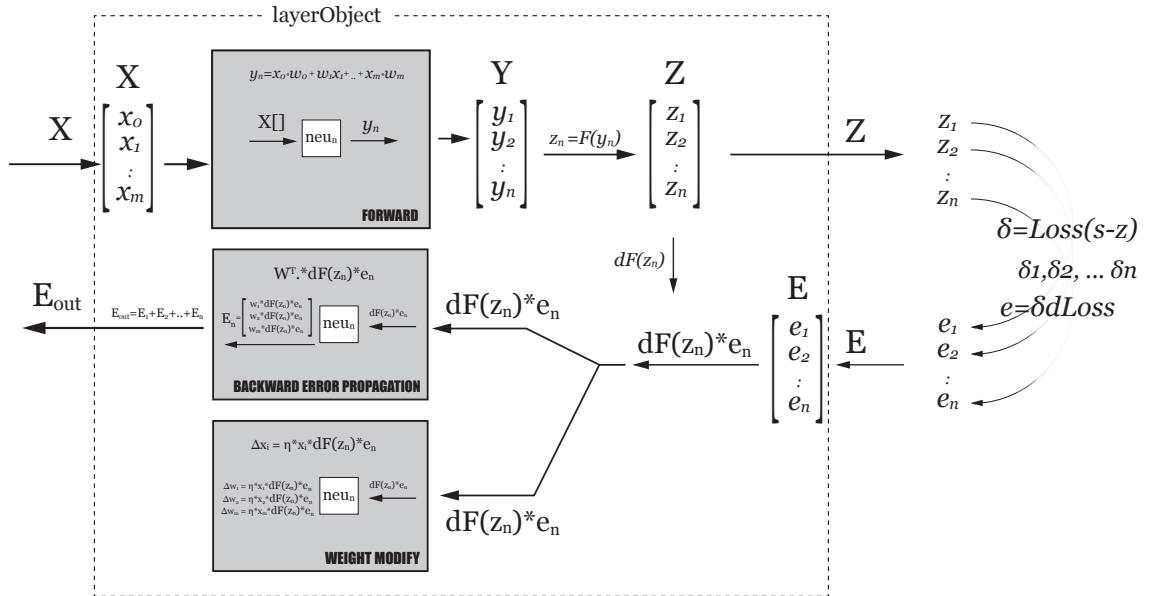 layerObject
X
X
x₀
x₁
:
xₘ
yₙ=x₀*w₀+w₁x₁+..+xₘ*wₘ
X[]
neuₙ
yₙ
FORWARD
Y
y₁
y₂
:
yₙ
zₙ=F(yₙ)
Z
z₁
z₂
:
zₙ
Z
z₁
z₂
:
zₙ
δ=Loss(s-z)
δ1,δ2, ... δn
e=δdLoss
e₁
e₂
:
eₙ
E
E
e₁
e₂
:
eₙ
dF(zₙ)
dF(zₙ)*eₙ
dF(zₙ)*eₙ
dF(zₙ)*eₙ
Wᵀ.*dF(zₙ)*eₙ
Eₙ=
w₁*dF(zₙ)*eₙ
w₂*dF(zₙ)*eₙ
wₘ*dF(zₙ)*eₙ
neuₙ
dF(zₙ)*eₙ
BACKWARD ERROR PROPAGATION
Eout
Eout=E₁+E₂+..+Eₙ
Δxᵢ = η*xᵢ*dF(zₙ)*eₙ
Δw₁ = η*x₁*dF(zₙ)*eₙ
Δw₂ = η*x₂*dF(zₙ)*eₙ
Δwₘ = η*xₘ*dF(zₙ)*eₙ
neuₙ
dF(zₙ)*eₙ
WEIGHT MODIFY